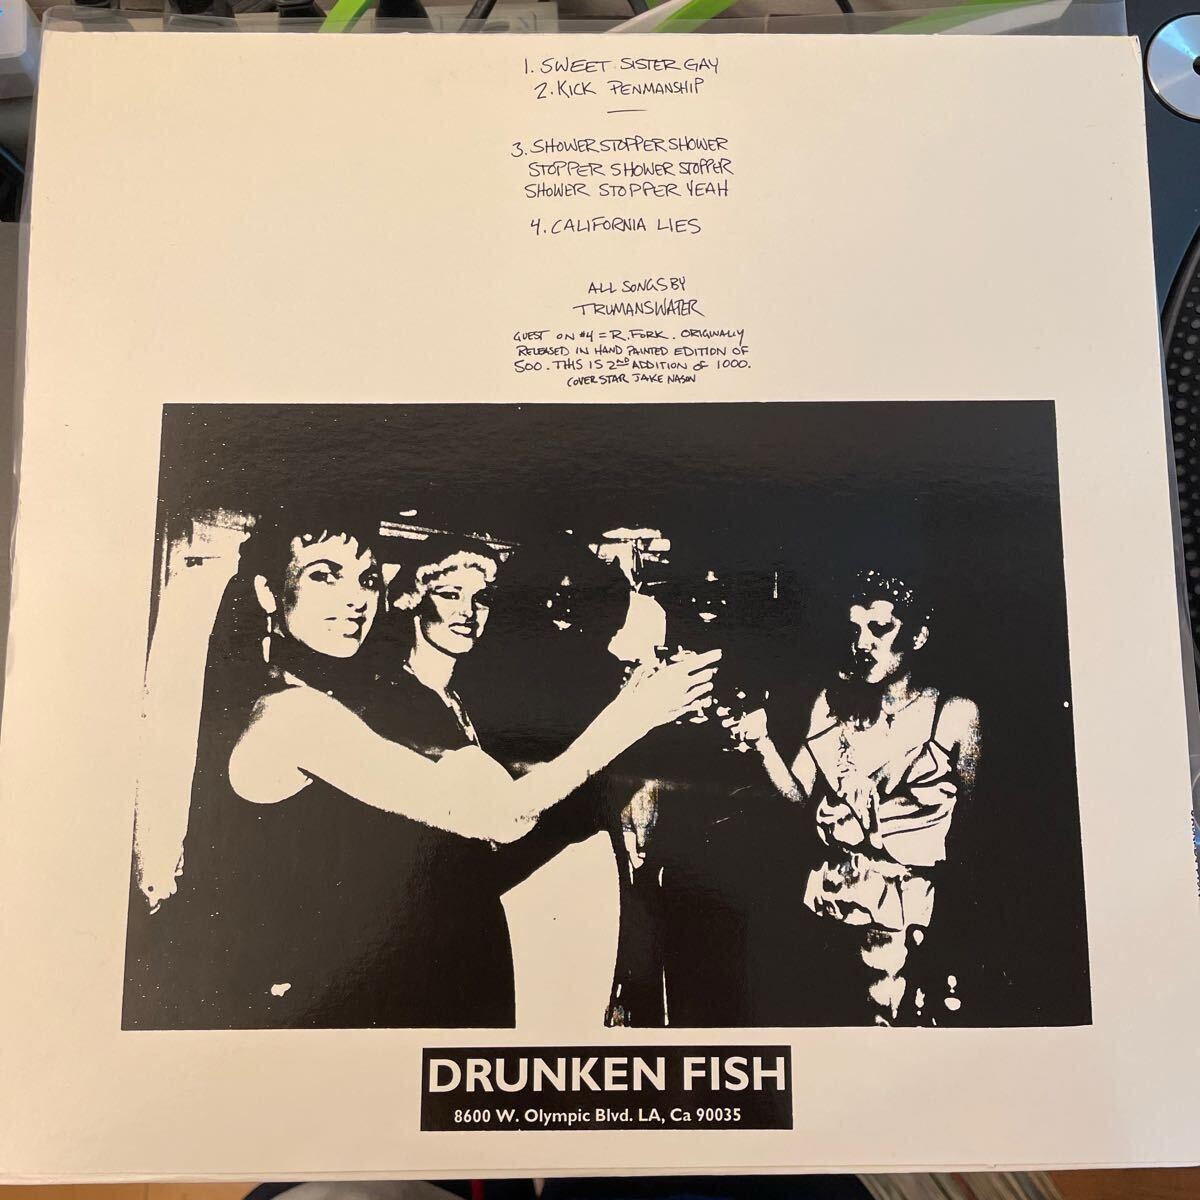 1. SWEET SISTER GAY
2. KICK PENMANSHIP
3. SHOWER STOPPER SHOWER
STOPPER SHOWER STOPPER
SHOWER STOPPER YEAH
4. CALIFORNIA LIES
ALL SONGS BY
TRUMANSWATER
GUEST ON #4 = R. FORK. ORIGINALLY
RELEASED IN HAND PAINTED EDITION OF
500. THIS IS 2ND ADDITION OF 1000.
COVER STAR JAKE NASON
DRUNKEN FISH
8600 W. Olympic Blvd. LA, Ca 90035